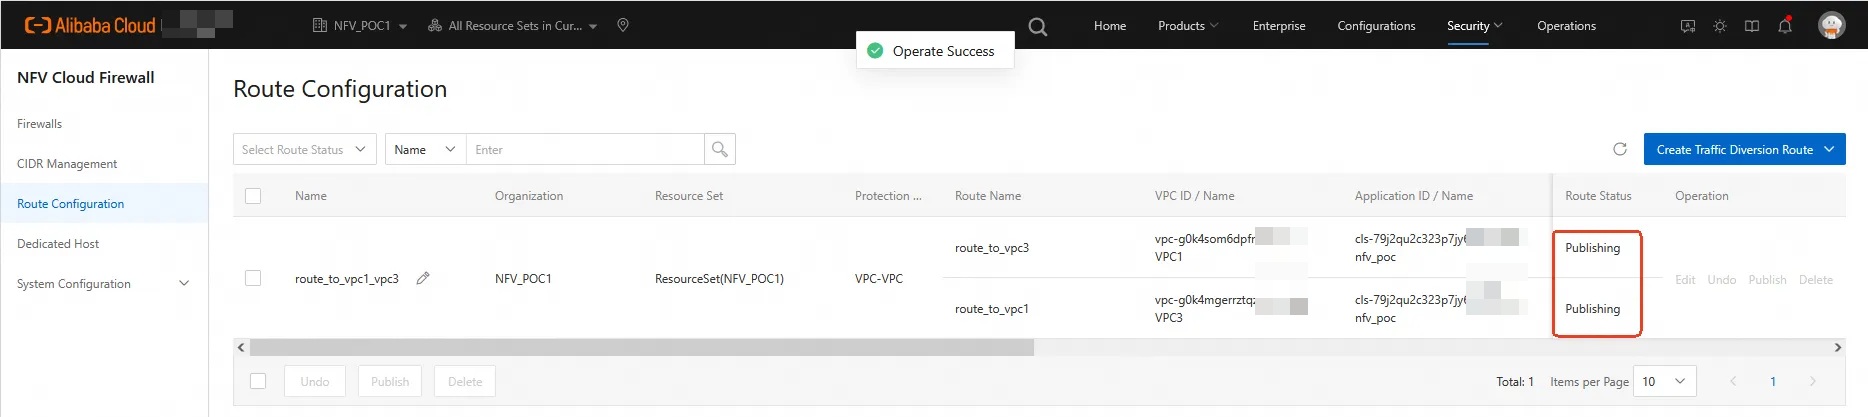 Alibaba Cloud
NFV_POC1
All Resource Sets in Cur...
Home
Products
Enterprise
Configurations
Security
Operations
Operate Success
NFV Cloud Firewall
Firewalls
CIDR Management
Route Configuration
Dedicated Host
System Configuration
Route Configuration
Select Route Status
Name
Enter
Create Traffic Diversion Route
Name
Organization
Resource Set
Protection ...
Route Name
VPC ID / Name
Application ID / Name
Route Status
Operation
route_to_vpc1_vpc3
NFV_POC1
ResourceSet(NFV_POC1)
VPC-VPC
route_to_vpc3
vpc-g0k4som6dpfr
VPC1
cls-79j2qu2c323p7jy6
nfv_poc
Publishing
route_to_vpc1
vpc-g0k4mgerrztqz
VPC3
cls-79j2qu2c323p7jy6
nfv_poc
Publishing
Edit
Undo
Publish
Delete
Undo
Publish
Delete
Total: 1
Items per Page
10
1